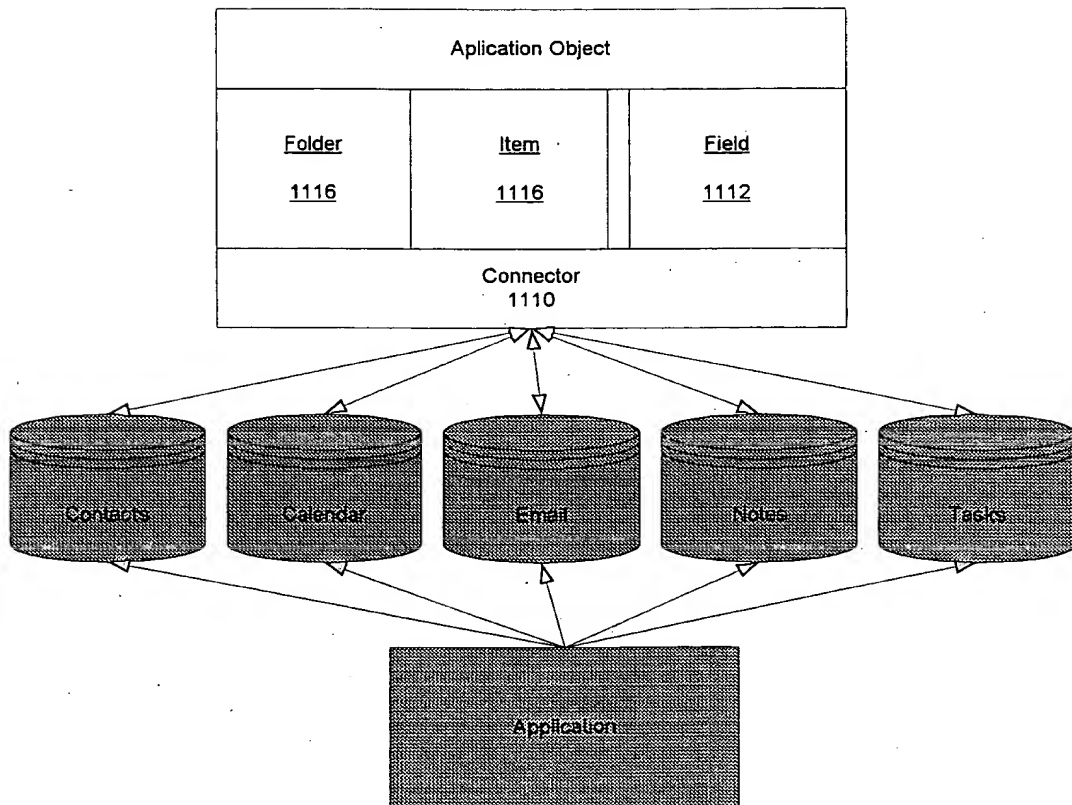 Aplication Object
Folder
1116
Item
1116
Field
1112
Connector
1110
Contacts
Calendar
Email
Notes
Tasks
Application